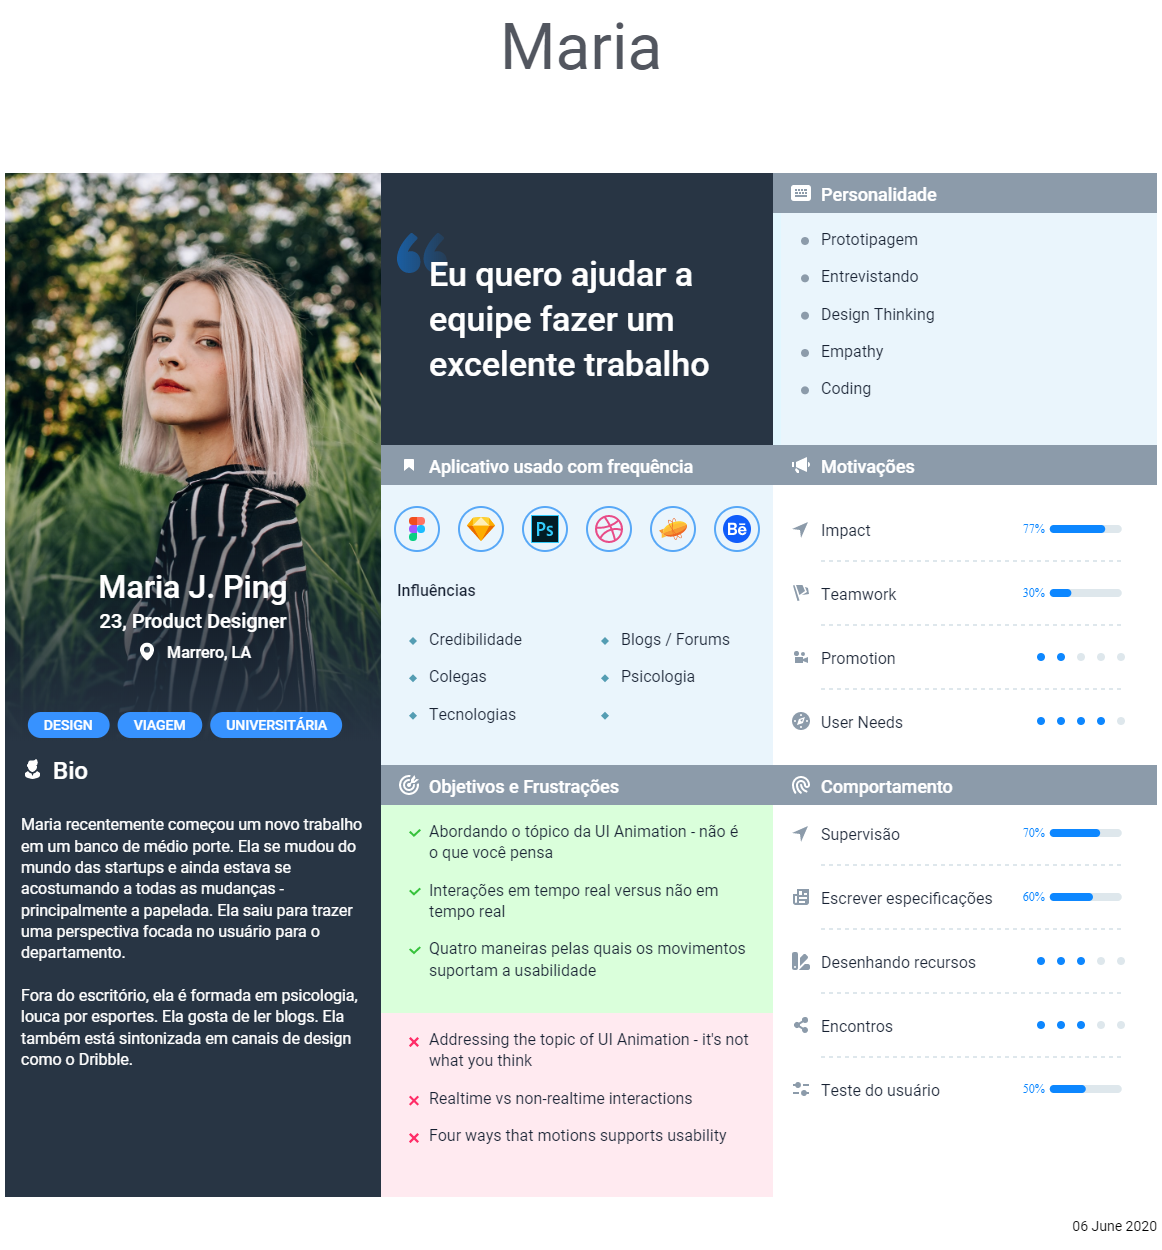 Maria
Maria J. Ping
23, Product Designer
Marrero, LA
DESIGN
VIAGEM
UNIVERSITÁRIA
Bio
Maria recentemente começou um novo trabalho
em um banco de médio porte. Ela se mudou do
mundo das startups e ainda estava se
acostumando a todas as mudanças -
principalmente a papelada. Ela saiu para trazer
uma perspectiva focada no usuário para o
departamento.
Fora do escritório, ela é formada em psicologia,
louca por esportes. Ela gosta de ler blogs. Ela
também está sintonizada em canais de design
como o Dribble.
“
Eu quero ajudar a
equipe fazer um
excelente trabalho
Aplicativo usado com frequência
Ps
Bē
Influências
Credibilidade
Colegas
Tecnologias
Blogs / Forums
Psicologia
Objetivos e Frustrações
Abordando o tópico da UI Animation - não é
o que você pensa
Interações em tempo real versus não em
tempo real
Quatro maneiras pelas quais os movimentos
suportam a usabilidade
Addressing the topic of UI Animation - it's not
what you think
Realtime vs non-realtime interactions
Four ways that motions supports usability
Personalidade
Prototipagem
Entrevistando
Design Thinking
Empathy
Coding
Motivações
Impact 77%
Teamwork 30%
Promotion
User Needs
Comportamento
Supervisão 70%
Escrever especificações 60%
Desenhando recursos
Encontros
Teste do usuário 50%
06 June 2020